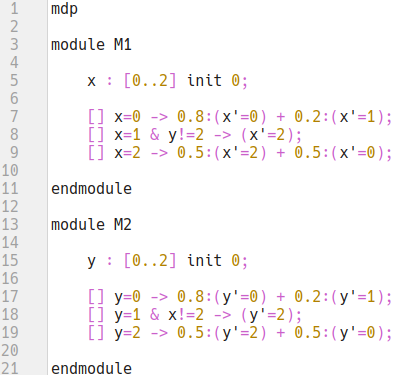 1 mdp
2
3 module M1
4
5     x : [0..2] init 0;
6
7     [] x=0 -> 0.8:(x'=0) + 0.2:(x'=1);
8     [] x=1 & y!=2 -> (x'=2);
9     [] x=2 -> 0.5:(x'=2) + 0.5:(x'=0);
10
11 endmodule
12
13 module M2
14
15     y : [0..2] init 0;
16
17     [] y=0 -> 0.8:(y'=0) + 0.2:(y'=1);
18     [] y=1 & x!=2 -> (y'=2);
19     [] y=2 -> 0.5:(y'=2) + 0.5:(y'=0);
20
21 endmodule